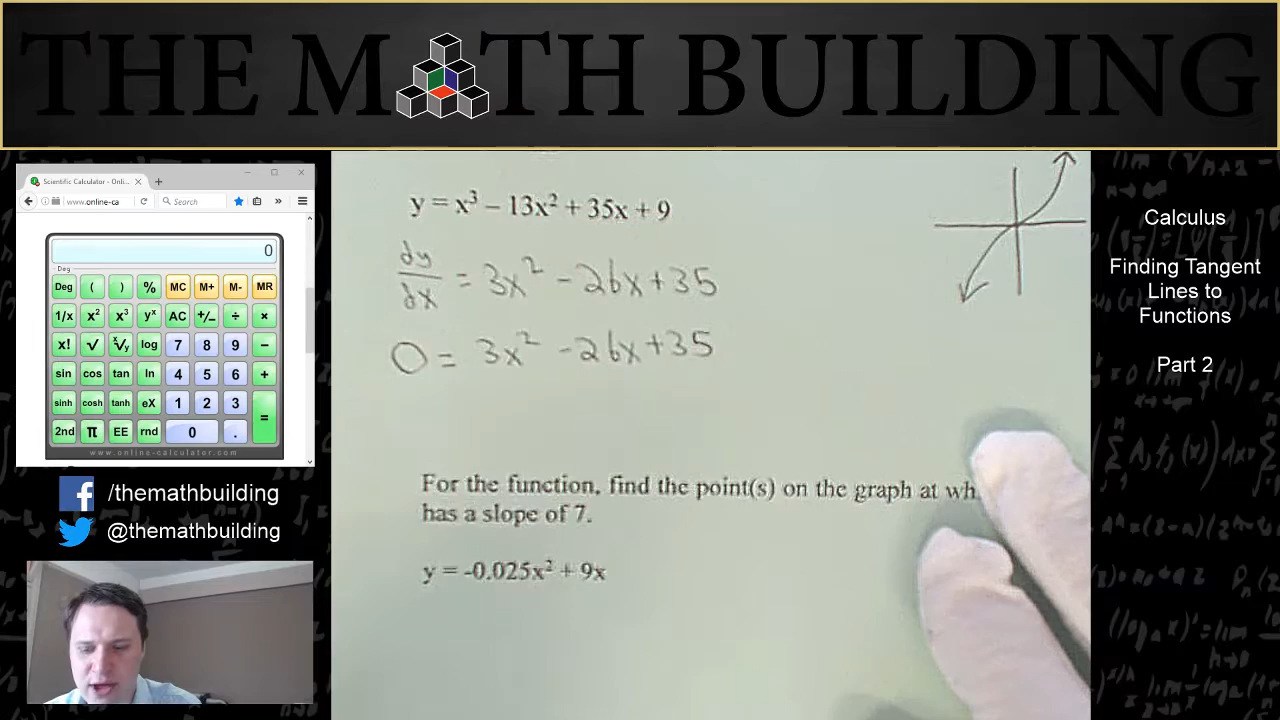 THE MATH BUILDING
Scientific Calculator - Onli...
www.online-ca
Search
0
Deg
Deg ( ) % MC M+ M- MR
1/x x² x³ yˣ AC +/- ÷ ×
x! √ ˣ√y log 7 8 9 −
sin cos tan ln 4 5 6 +
sinh cosh tanh eX 1 2 3 =
2nd π EE rnd 0 .
www.online-calculator.com
/themathbuilding
@themathbuilding
y = x³ – 13x² + 35x + 9
dy/dx = 3x² - 26x + 35
0 = 3x² - 26x + 35
For the function, find the point(s) on the graph at
has a slope of 7.
y = -0.025x² + 9x
Calculus
Finding Tangent
Lines to
Functions
Part 2